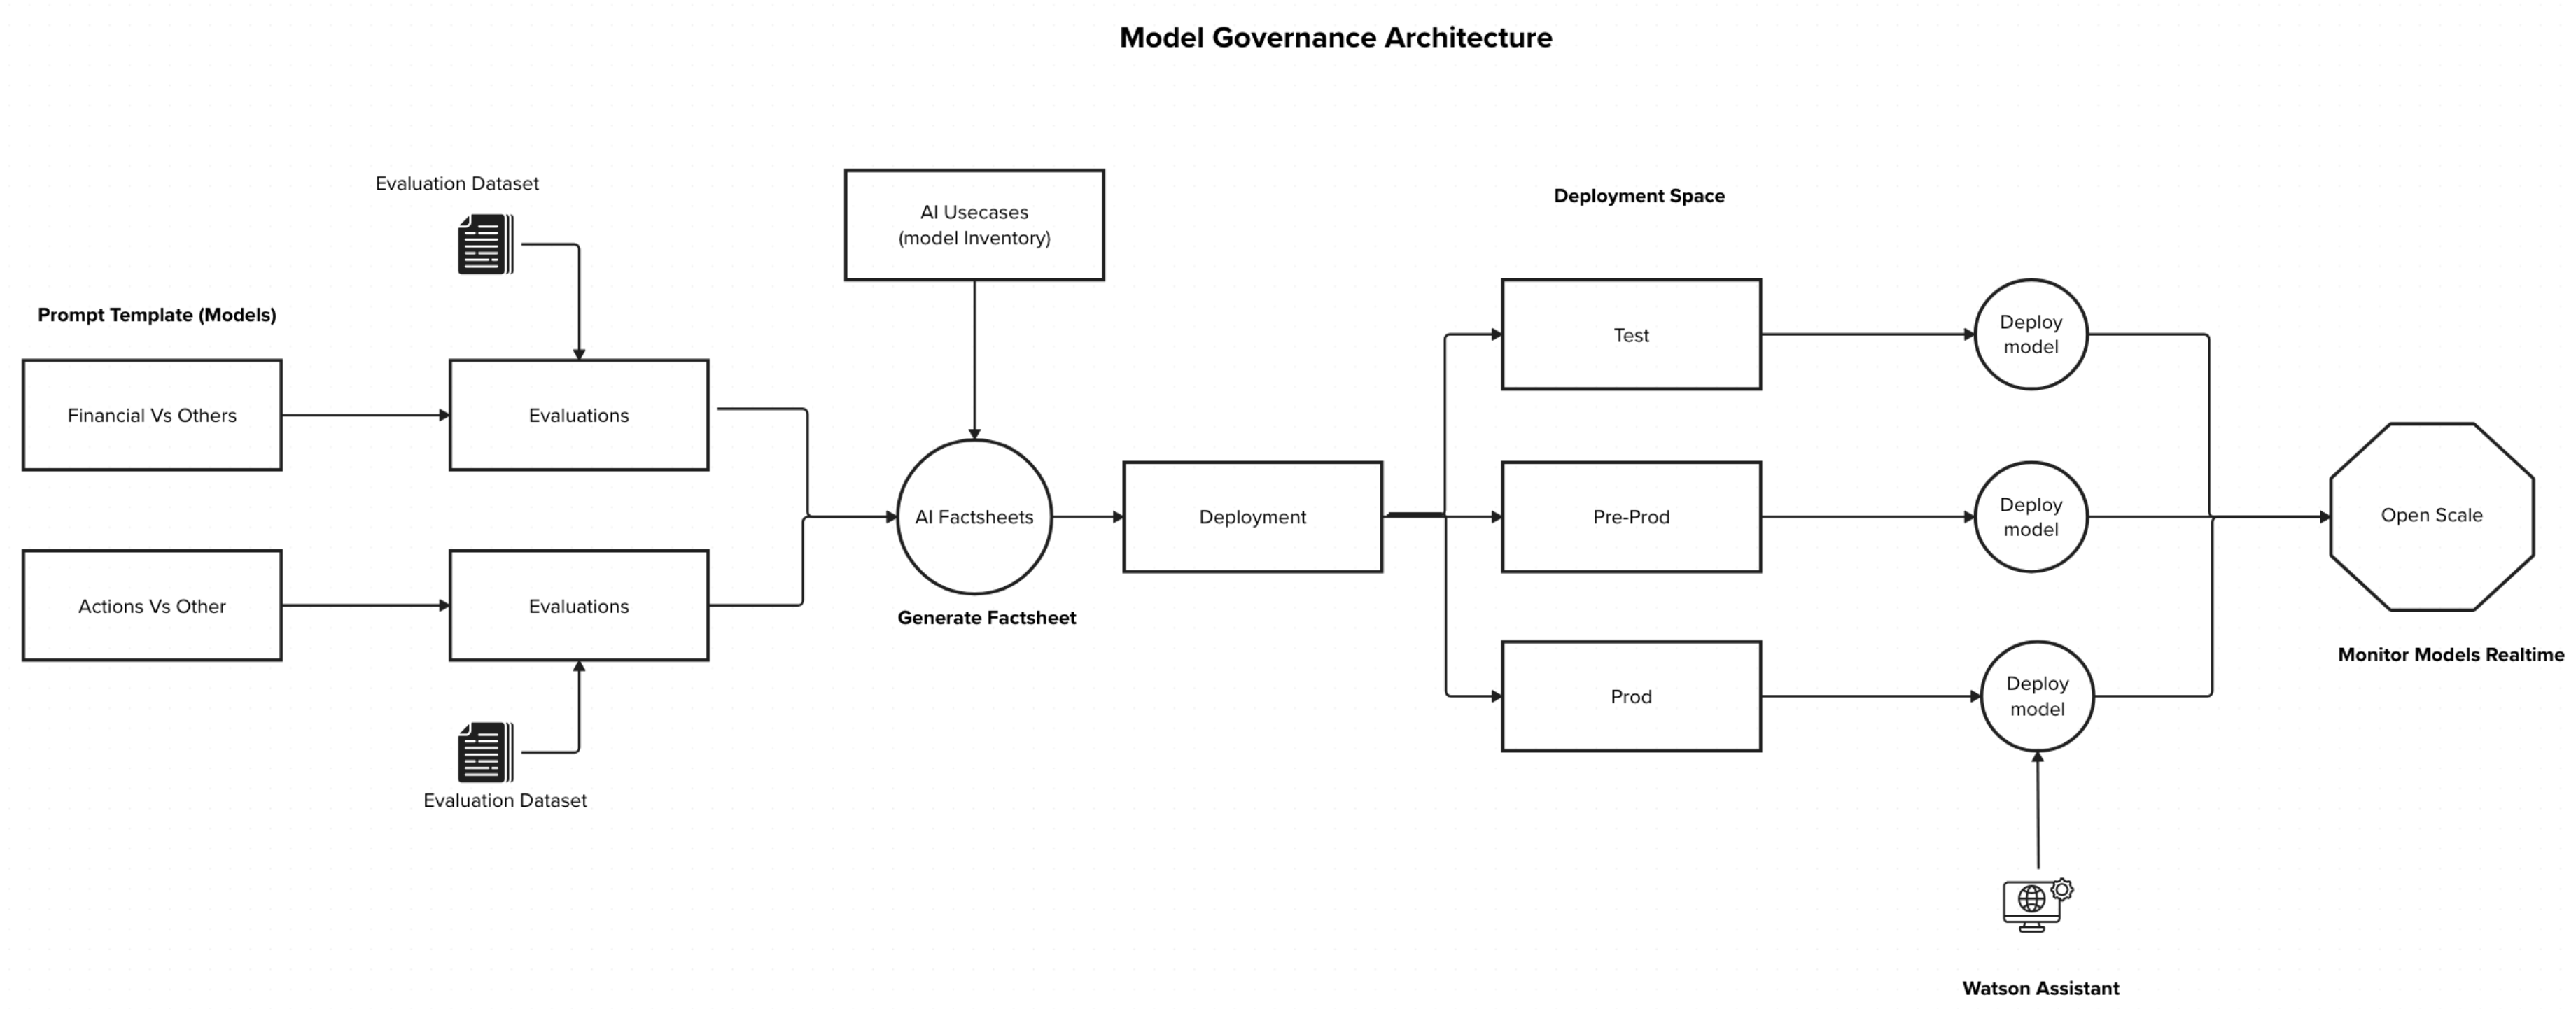 Model Governance Architecture
Evaluation Dataset
Prompt Template (Models)
Financial Vs Others
Evaluations
Actions Vs Other
Evaluations
Evaluation Dataset
AI Usecases
(model Inventory)
AI Factsheets
Generate Factsheet
Deployment
Deployment Space
Test
Deploy
model
Pre-Prod
Deploy
model
Prod
Deploy
model
Open Scale
Monitor Models Realtime
Watson Assistant